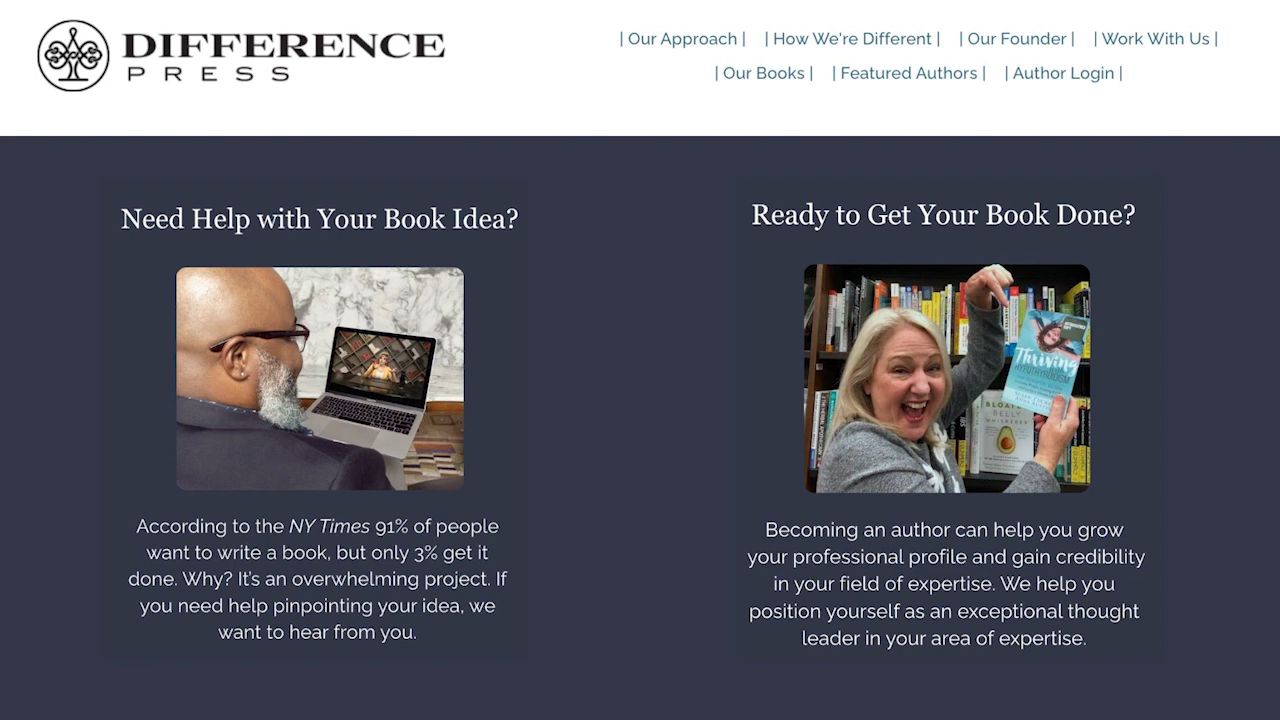 DIFFERENCE
PRESS
| Our Approach | | How We're Different | | Our Founder | | Work With Us |
| Our Books | | Featured Authors | | Author Login |
Need Help with Your Book Idea?
According to the NY Times 91% of people
want to write a book, but only 3% get it
done. Why? It's an overwhelming project. If
you need help pinpointing your idea, we
want to hear from you.
Ready to Get Your Book Done?
Thriving
BLOAT
BELLY
WHISPERER
Becoming an author can help you grow
your professional profile and gain credibility
in your field of expertise. We help you
position yourself as an exceptional thought
leader in your area of expertise.